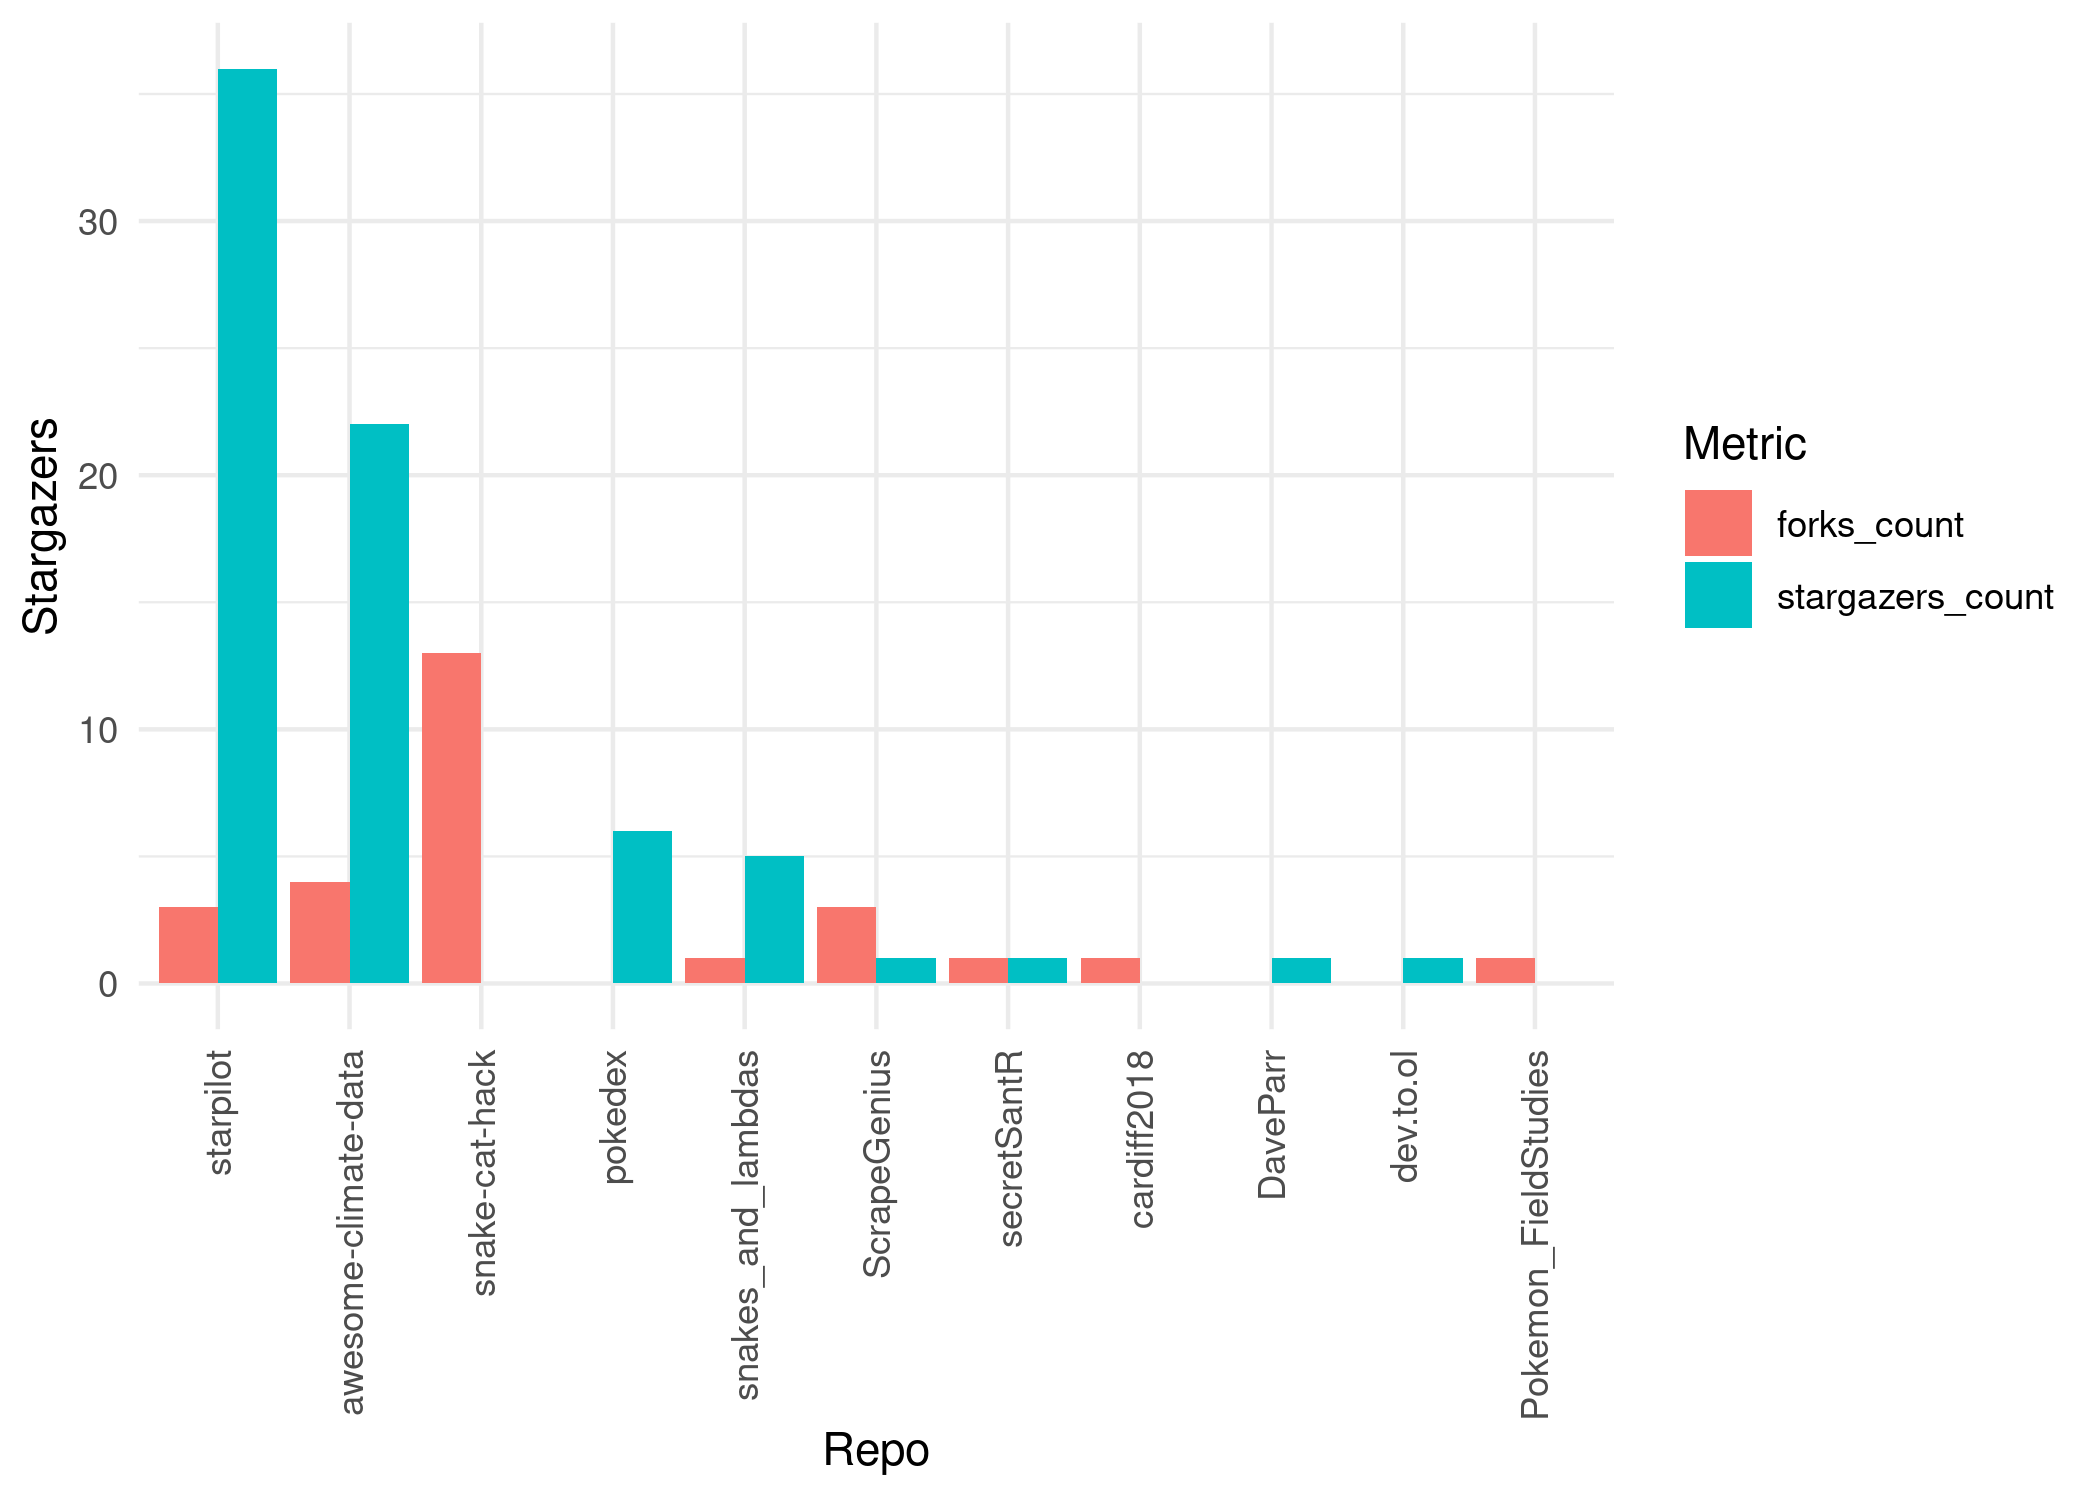 Stargazers
30
20
10
0
starpilot
awesome-climate-data
snake-cat-hack
pokedex
snakes_and_lambdas
ScrapeGenius
secretSantR
cardiff2018
DaveParr
dev.to.ol
Pokemon_FieldStudies
Repo
Metric
forks_count
stargazers_count